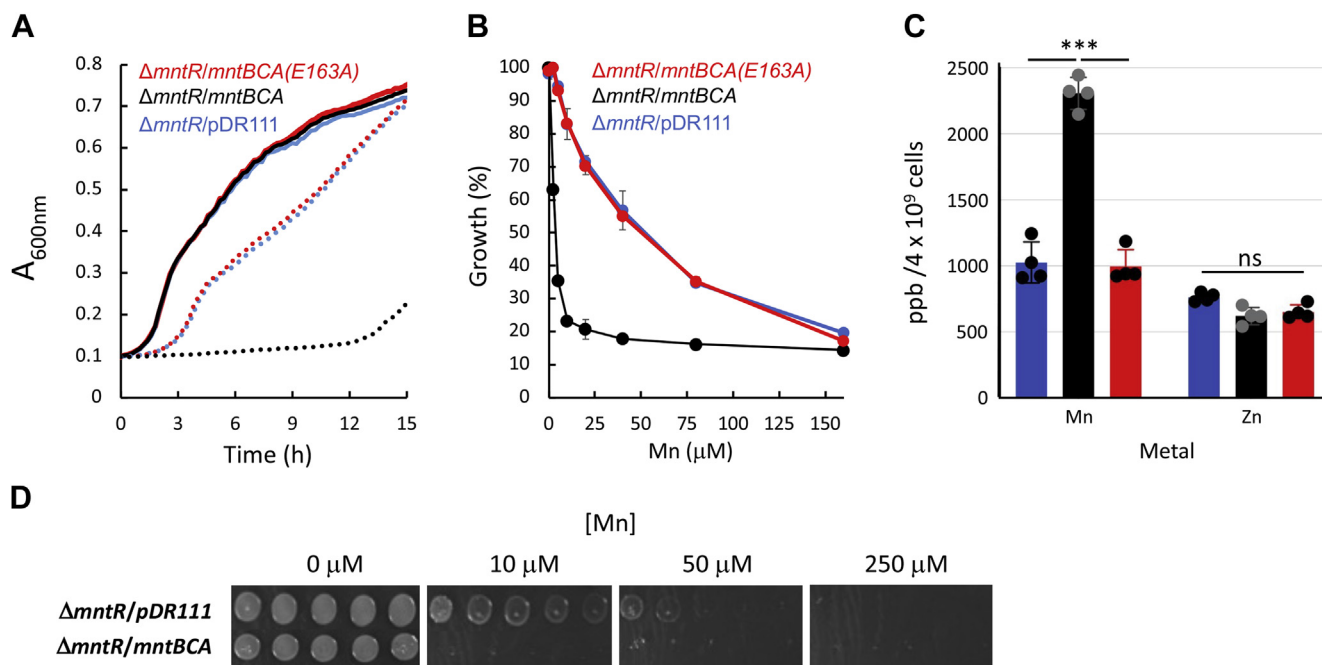 A
ΔmntR/mntBCA(E163A)
ΔmntR/mntBCA
ΔmntR/pDR111
A600nm
0.8
0.7
0.6
0.5
0.4
0.3
0.2
0.1
0
0 3 6 9 12 15
Time (h)
B
ΔmntR/mntBCA(E163A)
ΔmntR/mntBCA
ΔmntR/pDR111
Growth (%)
100
90
80
70
60
50
40
30
20
10
0
0 25 50 75 100 125 150
Mn (μM)
C
***
ns
ppb /4 x 10⁹ cells
2500
2000
1500
1000
500
0
Mn Zn
Metal
D
[Mn]
0 μM 10 μM 50 μM 250 μM
ΔmntR/pDR111
ΔmntR/mntBCA